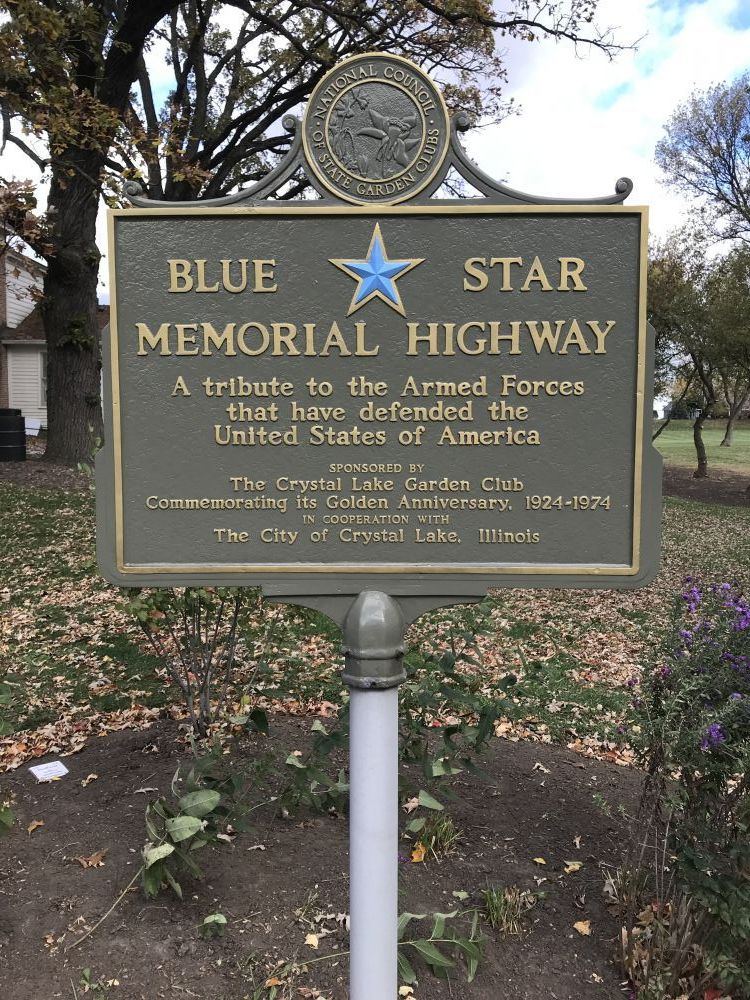 NATIONAL COUNCIL
OF STATE GARDEN CLUBS
BLUE STAR
MEMORIAL HIGHWAY
A tribute to the Armed Forces
that have defended the
United States of America
SPONSORED BY
The Crystal Lake Garden Club
Commemorating its Golden Anniversary, 1924-1974
IN COOPERATION WITH
The City of Crystal Lake, Illinois